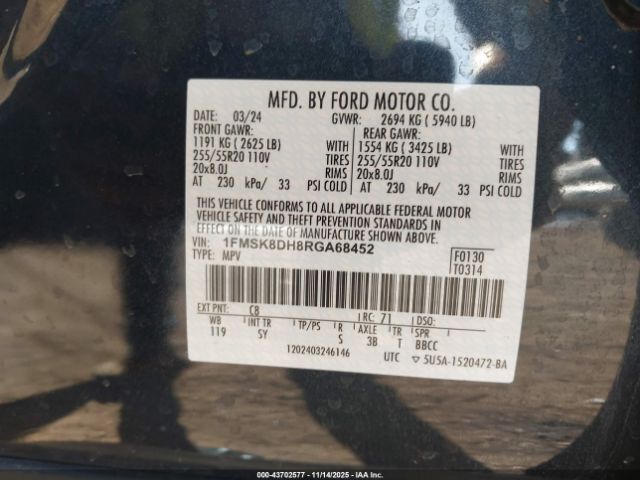 MFD. BY FORD MOTOR CO.
DATE: 03/24 GVWR: 2694 KG ( 5940 LB)
FRONT GAWR: REAR GAWR:
1191 KG ( 2625 LB) WITH 1554 KG ( 3425 LB) WITH
255/55R20 110V TIRES 255/55R20 110V TIRES
20x8.0J RIMS 20x8.0J RIMS
AT 230 kPa/ 33 PSI COLD AT 230 kPa/ 33 PSI COLD
THIS VEHICLE CONFORMS TO ALL APPLICABLE FEDERAL MOTOR
VEHICLE SAFETY AND THEFT PREVENTION STANDARDS
IN EFFECT ON THE DATE OF MANUFACTURE SHOWN ABOVE.
VIN: 1FMSK8DH8RGA68452 F0130
TYPE: MPV T0314
EXT PNT: C8 RC: 71 DSO:
WB INT TR TP/PS R AXLE TR SPR
119 SY S 3B T BBCC
1202403246146 UTC ▽ 5U5A-1520472-BA
000-43702577 - 11/14/2025 - IAA Inc.